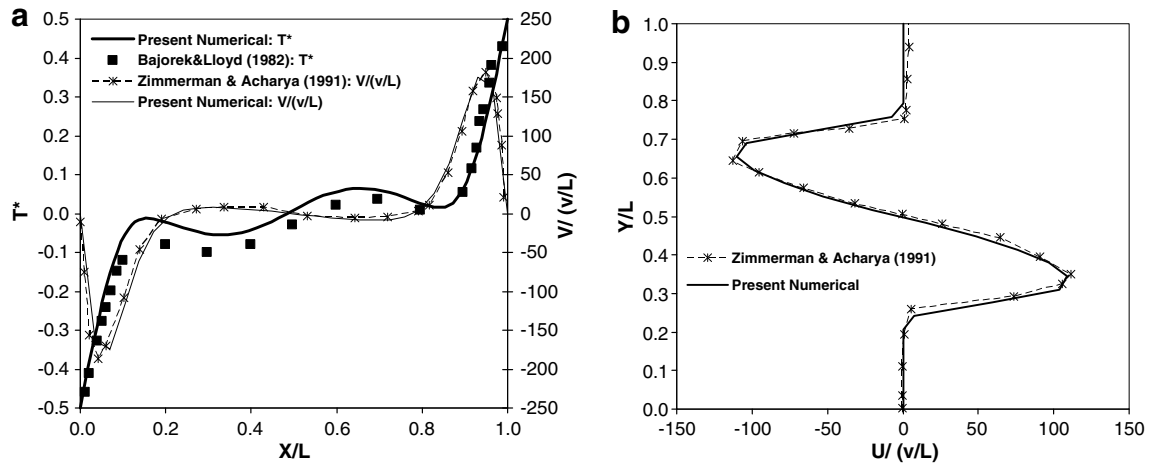 a
0.5
0.4
0.3
0.2
0.1
0.0
-0.1
-0.2
-0.3
-0.4
-0.5
T*
Present Numerical: T*
Bajorek&Lloyd (1982): T*
Zimmerman & Acharya (1991): V/(v/L)
Present Numerical: V/(v/L)
250
200
150
100
50
0
-50
-100
-150
-200
-250
V/ (v/L)
0.0 0.2 0.4 0.6 0.8 1.0
X/L
b
1.0
0.9
0.8
0.7
0.6
0.5
0.4
0.3
0.2
0.1
0.0
Y/L
Zimmerman & Acharya (1991)
Present Numerical
-150 -100 -50 0 50 100 150
U/ (v/L)